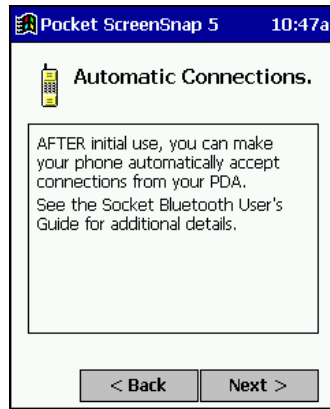 Pocket ScreenSnap 5 10:47a
Automatic Connections.
AFTER initial use, you can make
your phone automatically accept
connections from your PDA.
See the Socket Bluetooth User's
Guide for additional details.
< Back Next >